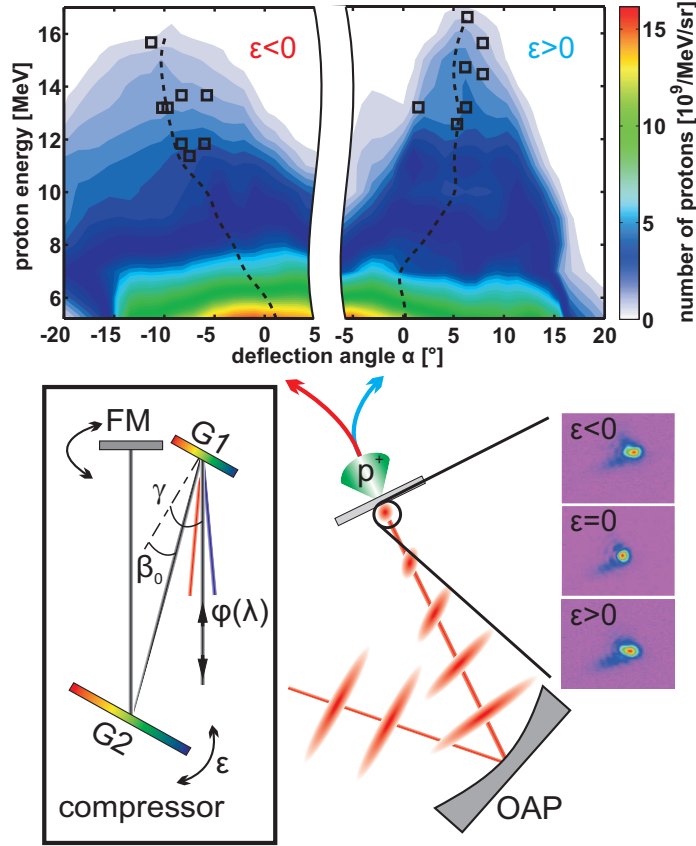 16
14
12
10
8
6
proton energy [MeV]
ε<0
ε>0
-20 -15 -10 -5 0 5
-5 0 5 10 15 20
deflection angle α [°]
15
10
5
0
number of protons [10⁹/MeV/sr]
FM
G1
γ
β₀
φ(λ)
G2
ε
compressor
p⁺
OAP
ε<0
ε=0
ε>0